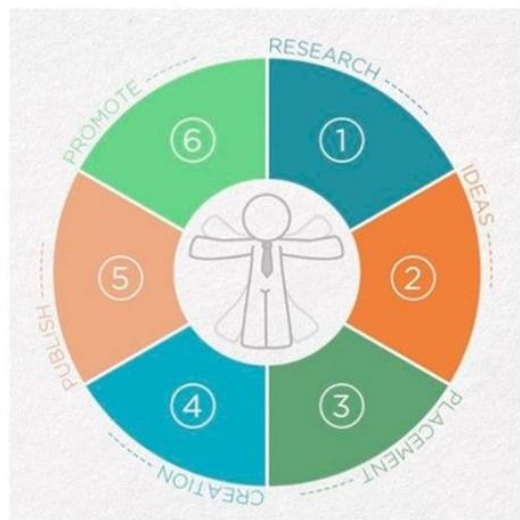 RESEARCH
1
IDEAS
2
PLACEMENT
3
CREATION
4
PUBLISH
5
PROMOTE
6